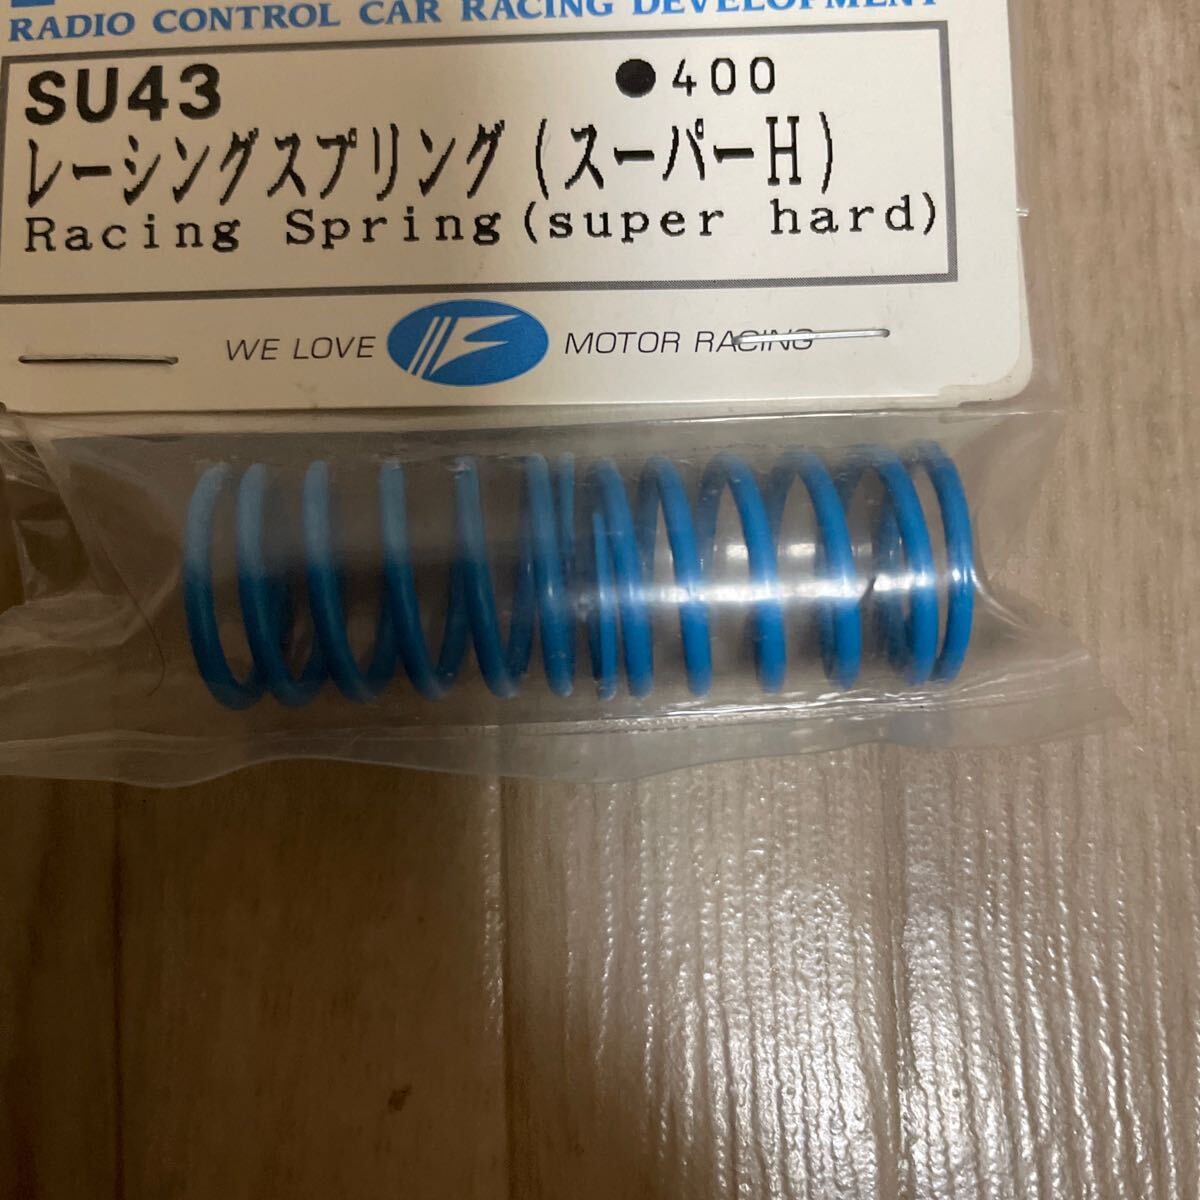 RADIO CONTROL CAR RACING DEVELOPMENT
SU43 ●400
レーシングスプリング(スーパーH)
Racing Spring(super hard)
WE LOVE MOTOR RACING